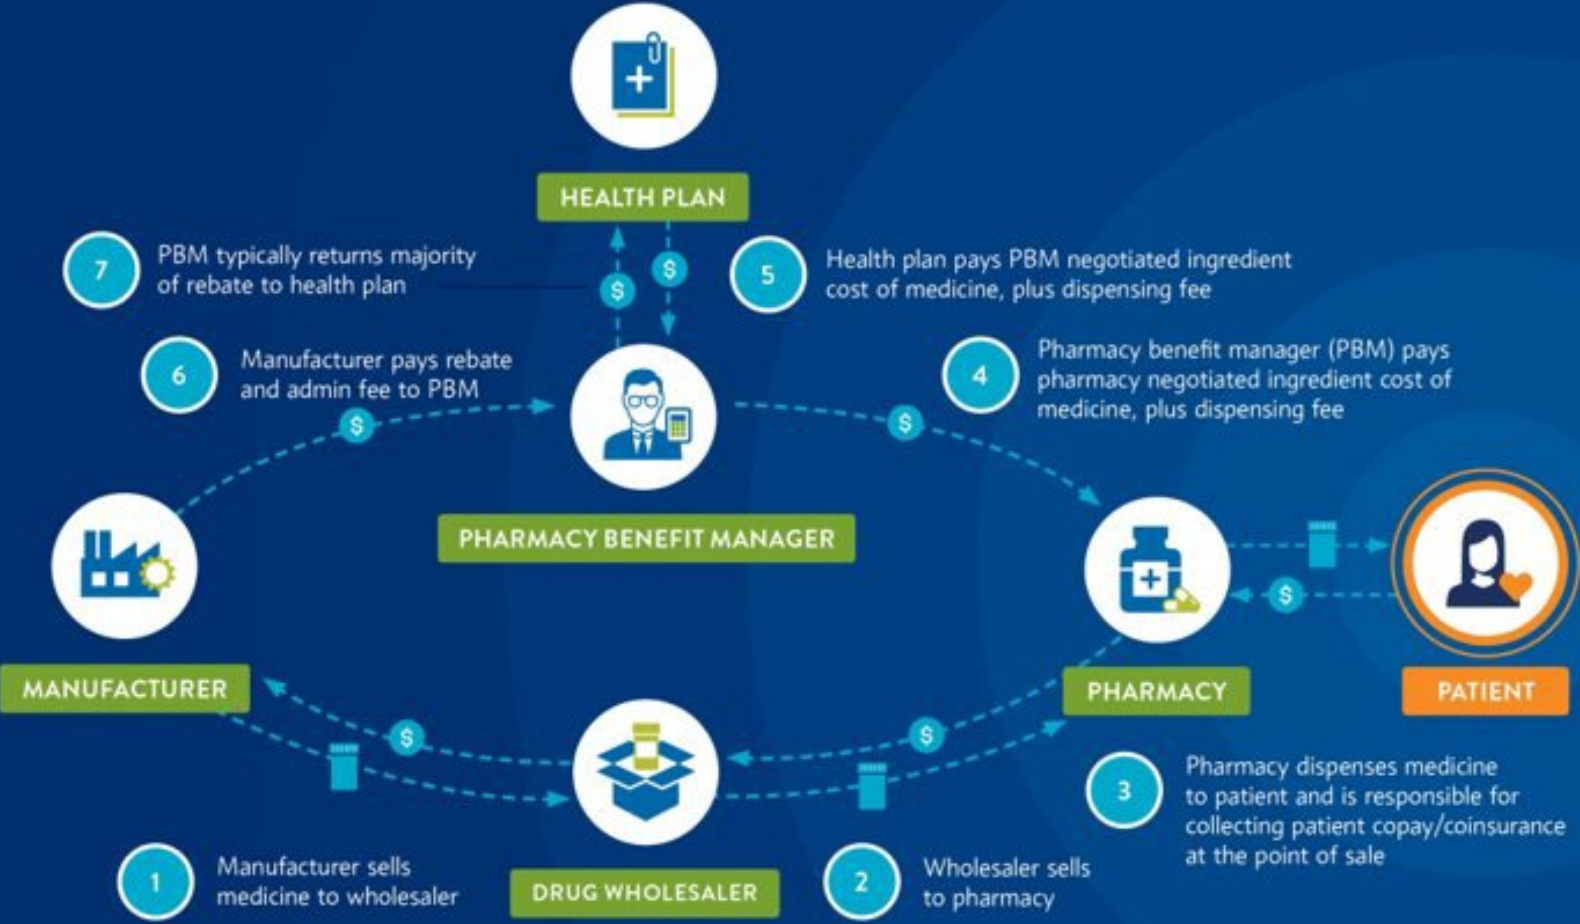 HEALTH PLAN
7
PBM typically returns majority
of rebate to health plan
$
$
5
Health plan pays PBM negotiated ingredient
cost of medicine, plus dispensing fee
6
Manufacturer pays rebate
and admin fee to PBM
$
4
Pharmacy benefit manager (PBM) pays
pharmacy negotiated ingredient cost of
medicine, plus dispensing fee
$
PHARMACY BENEFIT MANAGER
$
MANUFACTURER
PHARMACY
PATIENT
$
$
3
Pharmacy dispenses medicine
to patient and is responsible for
collecting patient copay/coinsurance
at the point of sale
1
Manufacturer sells
medicine to wholesaler
DRUG WHOLESALER
2
Wholesaler sells
to pharmacy